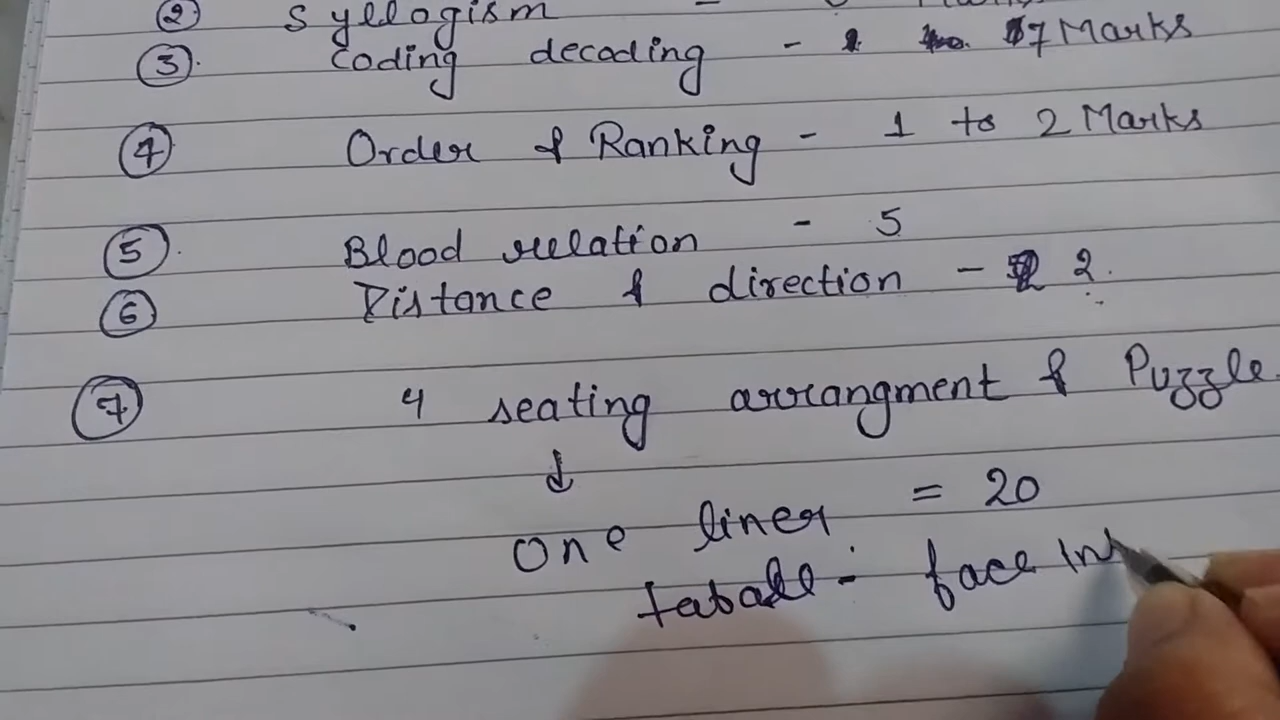 ② Syllogism -
③. Coding decoding - 7 Marks
④ Order & Ranking - 1 to 2 Marks
⑤. Blood relation - 5
⑥ Distance & direction - 2.
⑦ 4 seating arrangment & Puzzle
↓
One liner = 20
face In